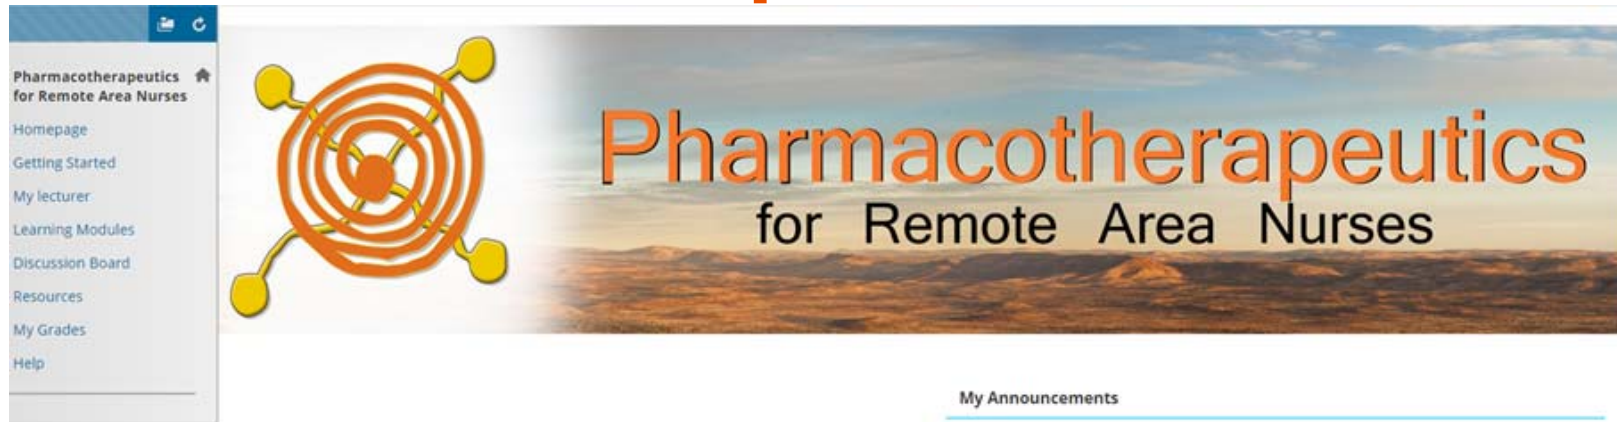 Pharmacotherapeutics
for Remote Area Nurses
Homepage
Getting Started
My lecturer
Learning Modules
Discussion Board
Resources
My Grades
Help
Pharmacotherapeutics
for Remote Area Nurses
My Announcements